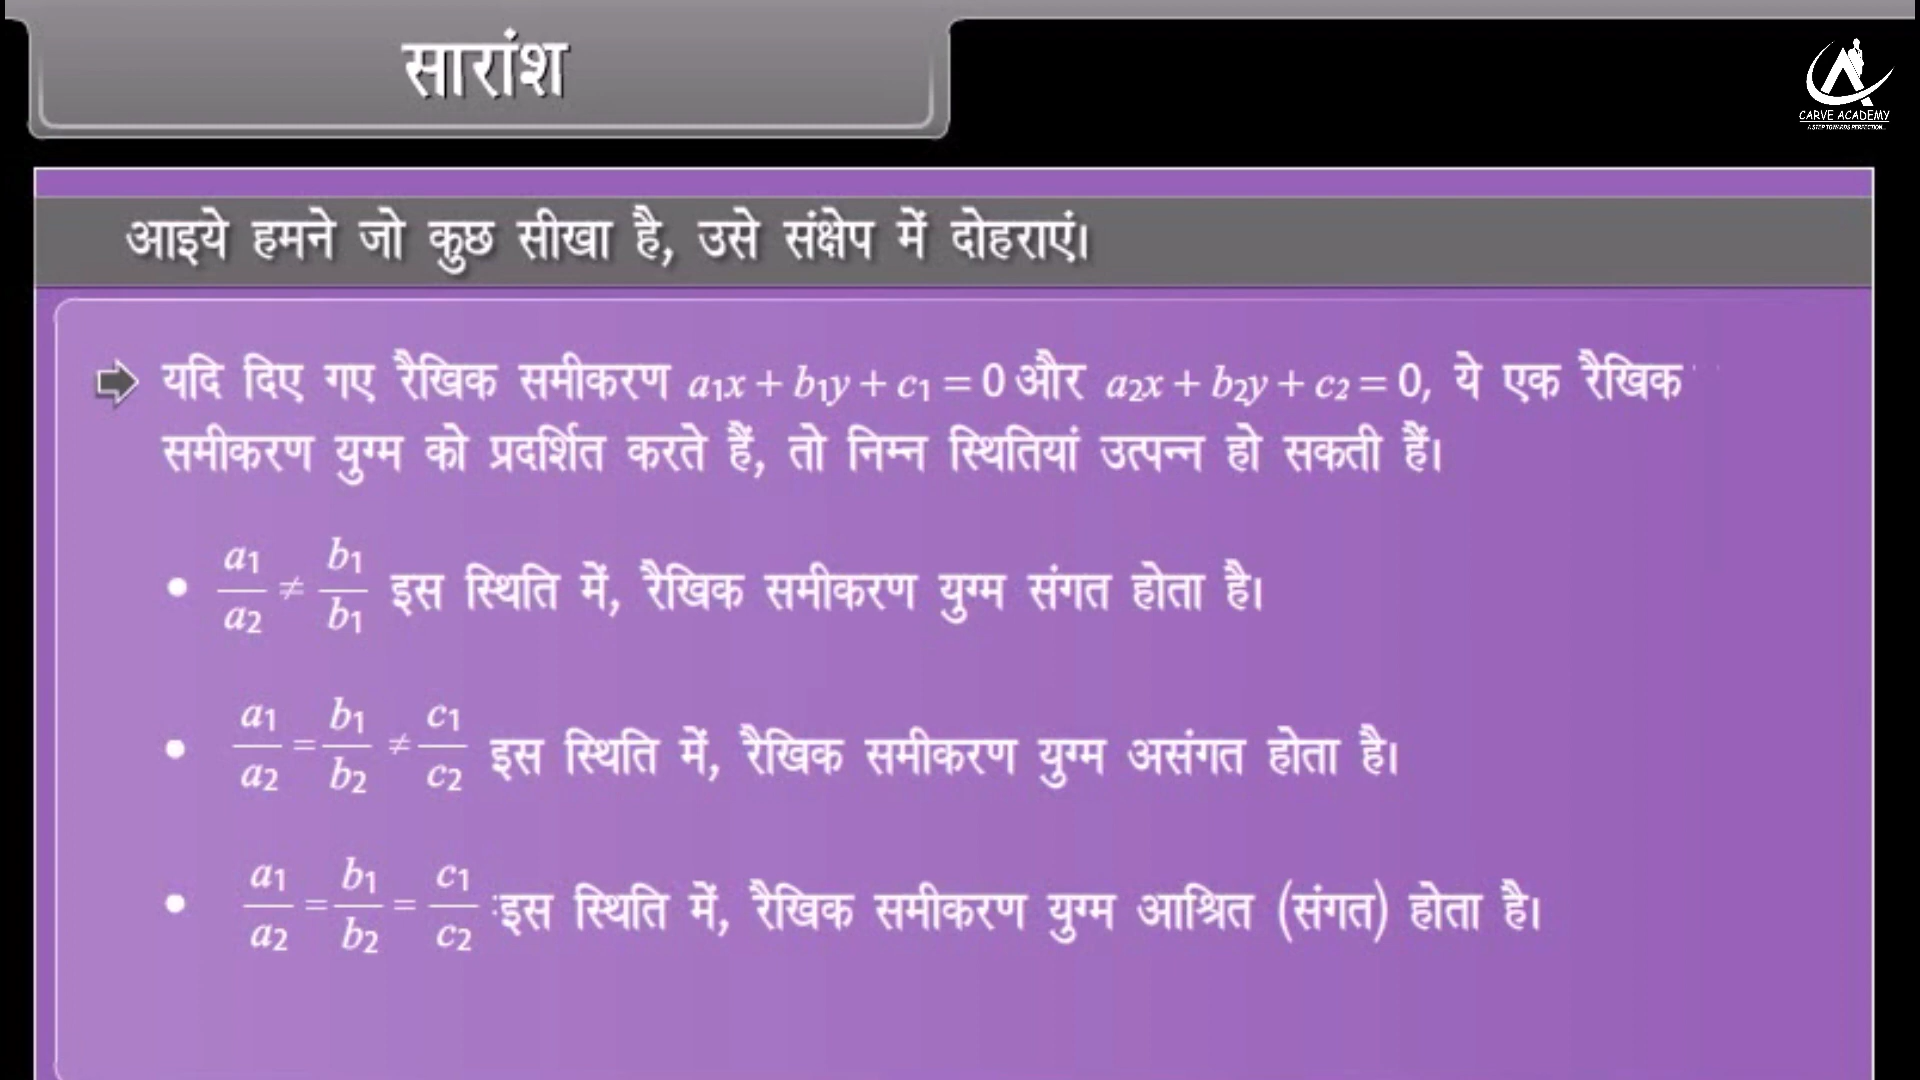 सारांश
CARVE ACADEMY
A STEP TOWARDS PERFECTION...
आइये हमने जो कुछ सीखा है, उसे संक्षेप में दोहराएं।
यदि दिए गए रैखिक समीकरण a₁x + b₁y + c₁ = 0 और a₂x + b₂y + c₂ = 0, ये एक रैखिक
समीकरण युग्म को प्रदर्शित करते हैं, तो निम्न स्थितियां उत्पन्न हो सकती हैं।
• a₁/a₂ ≠ b₁/b₁ इस स्थिति में, रैखिक समीकरण युग्म संगत होता है।
• a₁/a₂ = b₁/b₂ ≠ c₁/c₂ इस स्थिति में, रैखिक समीकरण युग्म असंगत होता है।
• a₁/a₂ = b₁/b₂ = c₁/c₂ इस स्थिति में, रैखिक समीकरण युग्म आश्रित (संगत) होता है।